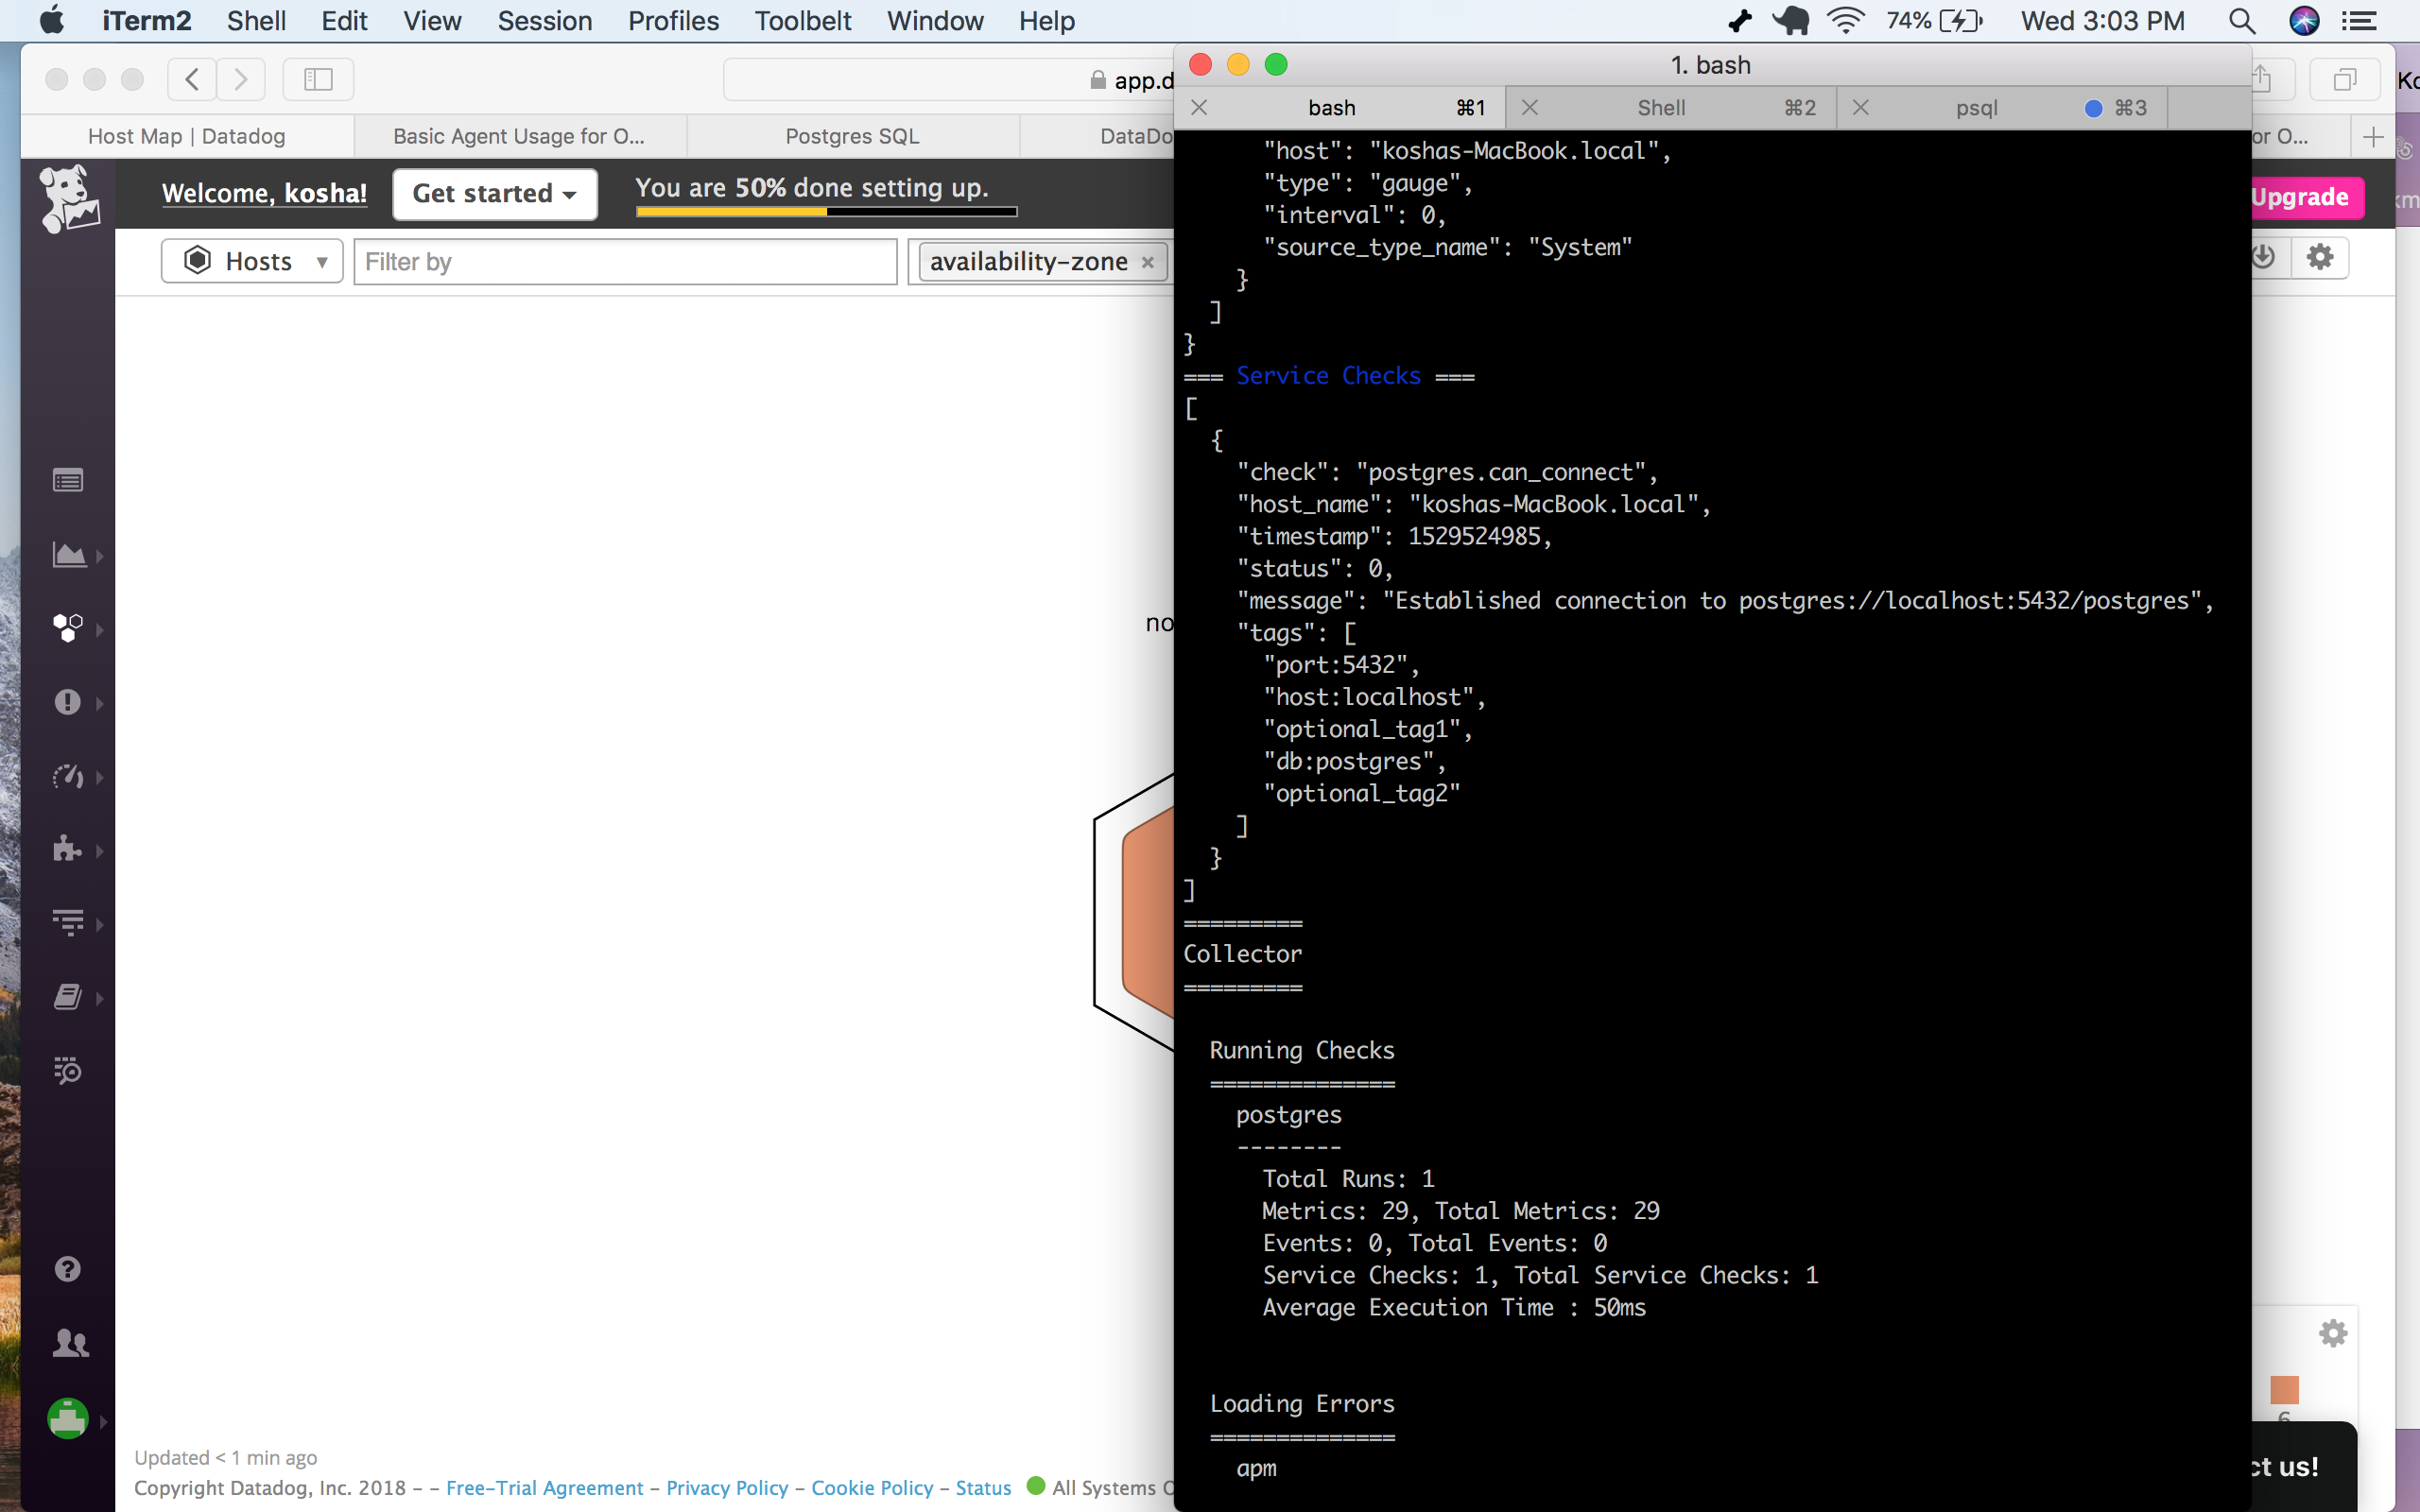 iTerm2 Shell Edit View Session Profiles Toolbelt Window Help 74% Wed 3:03 PM
app.d
1. bash
bash ⌘1 Shell ⌘2 psql ⌘3
Host Map | Datadog Basic Agent Usage for O... Postgres SQL DataDo
or O...
Welcome, kosha! Get started You are 50% done setting up.
Upgrade
Hosts Filter by availability-zone ×
no
"host": "koshas-MacBook.local",
"type": "gauge",
"interval": 0,
"source_type_name": "System"
}
]
}
=== Service Checks ===
[
{
"check": "postgres.can_connect",
"host_name": "koshas-MacBook.local",
"timestamp": 1529524985,
"status": 0,
"message": "Established connection to postgres://localhost:5432/postgres",
"tags": [
"port:5432",
"host:localhost",
"optional_tag1",
"db:postgres",
"optional_tag2"
]
}
]
=========
Collector
=========
Running Checks
==============
postgres
--------
Total Runs: 1
Metrics: 29, Total Metrics: 29
Events: 0, Total Events: 0
Service Checks: 1, Total Service Checks: 1
Average Execution Time : 50ms
Loading Errors
==============
apm
Updated < 1 min ago
Copyright Datadog, Inc. 2018 - - Free-Trial Agreement - Privacy Policy - Cookie Policy - Status All Systems
ct us!